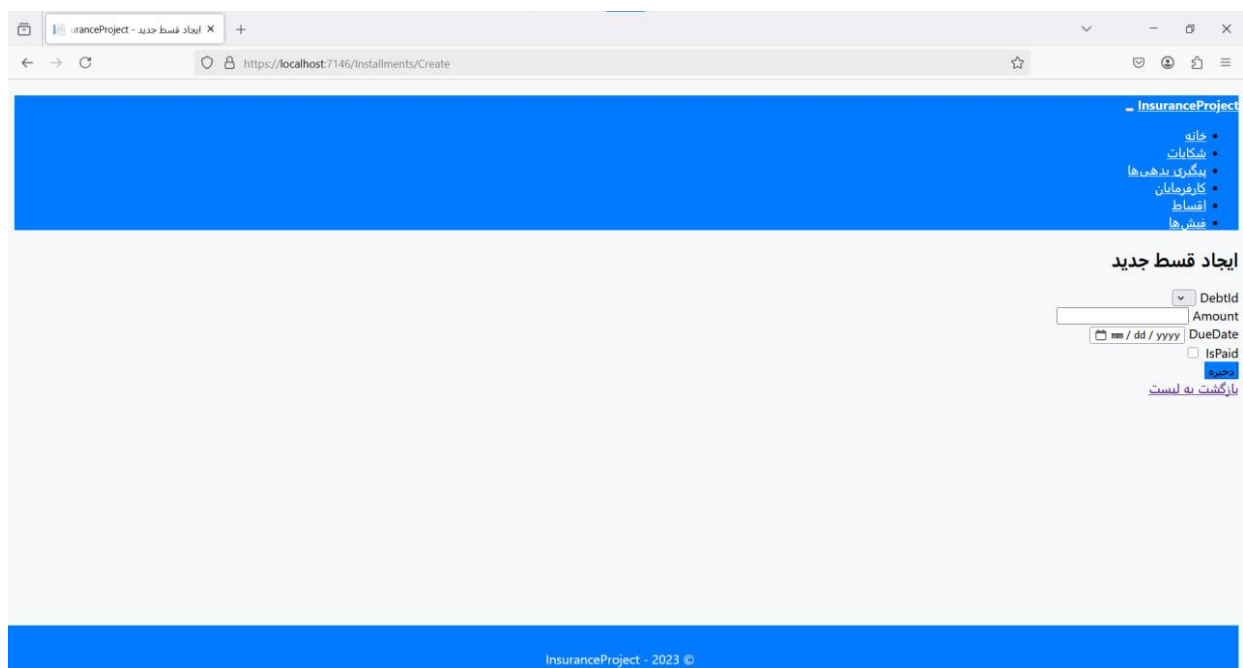 ایجاد قسط جدید - uranceProject
https://localhost:7146/Installments/Create
InsuranceProject
خانه
شکایات
پیگیری بدهی‌ها
کارفرمایان
اقساط
فیش‌ها
ایجاد قسط جدید
DebtId
Amount
DueDate mm / dd / yyyy
IsPaid
ذخیره
بازگشت به لیست
InsuranceProject - 2023 ©